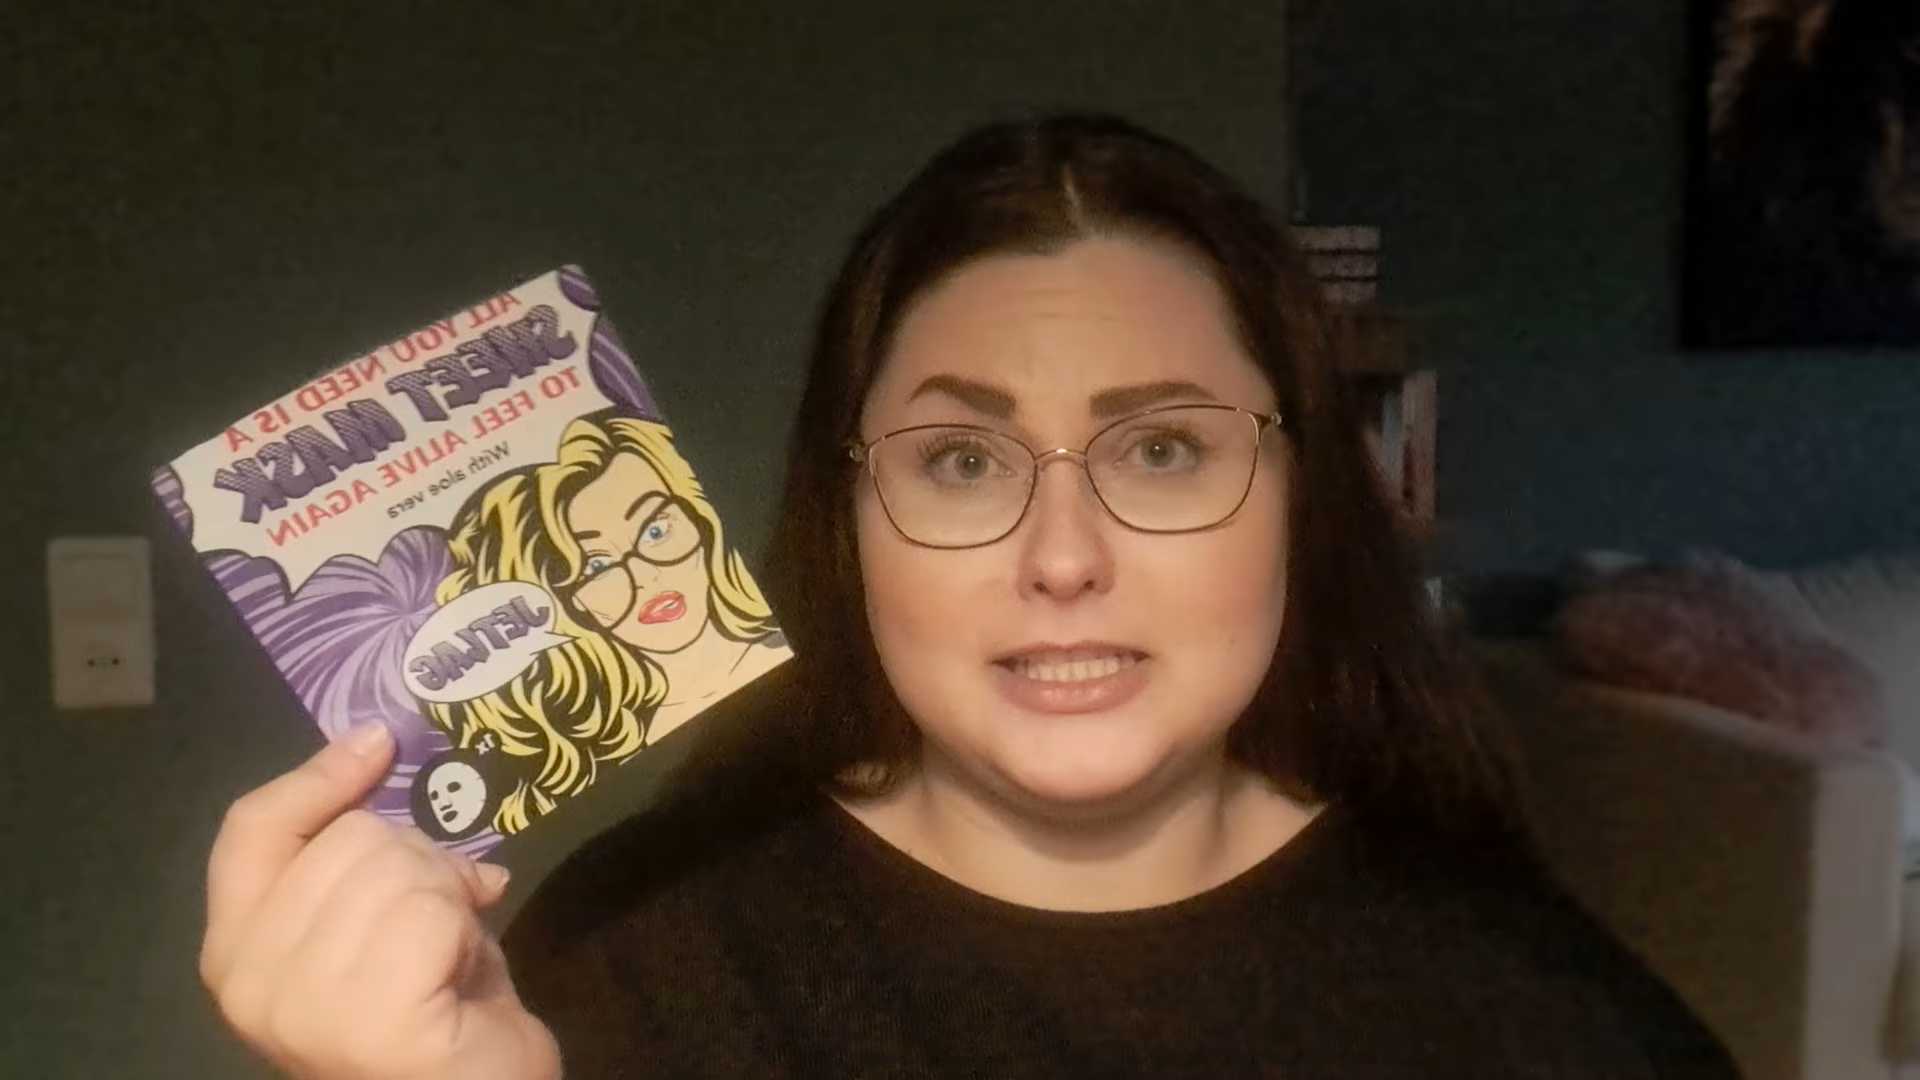 ALL YOU NEED IS A
SHEET MASK
TO FEEL ALIVE AGAIN
With aloe vera
JETLAG
1x